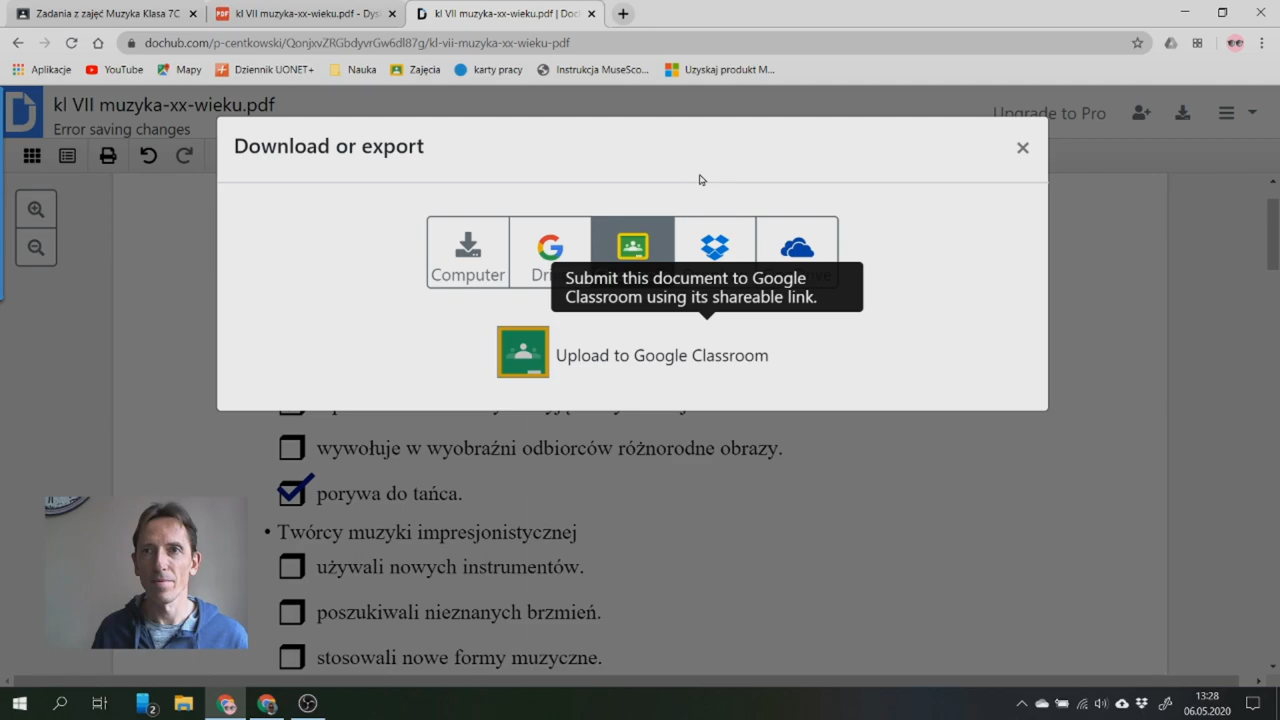 Zadania z zajęć Muzyka Klasa 7C
kl VII muzyka-xx-wieku.pdf - Dys
kl VII muzyka-xx-wieku.pdf | Doc
dochub.com/p-centkowski/QonjxvZRGbdyvrGw6dl87g/kl-vii-muzyka-xx-wieku-pdf
Aplikacje YouTube Mapy Dziennik UONET+ Nauka Zajęcia karty pracy Instrukcja MuseSco... Uzyskaj produkt M...
kl VII muzyka-xx-wieku.pdf
Error saving changes
Upgrade to Pro
Download or export
Computer
Dri
Submit this document to Google
Classroom using its shareable link.
Upload to Google Classroom
wywołuje w wyobraźni odbiorców różnorodne obrazy.
porywa do tańca.
• Twórcy muzyki impresjonistycznej
używali nowych instrumentów.
poszukiwali nieznanych brzmień.
stosowali nowe formy muzyczne.
2
13:28
06.05.2020